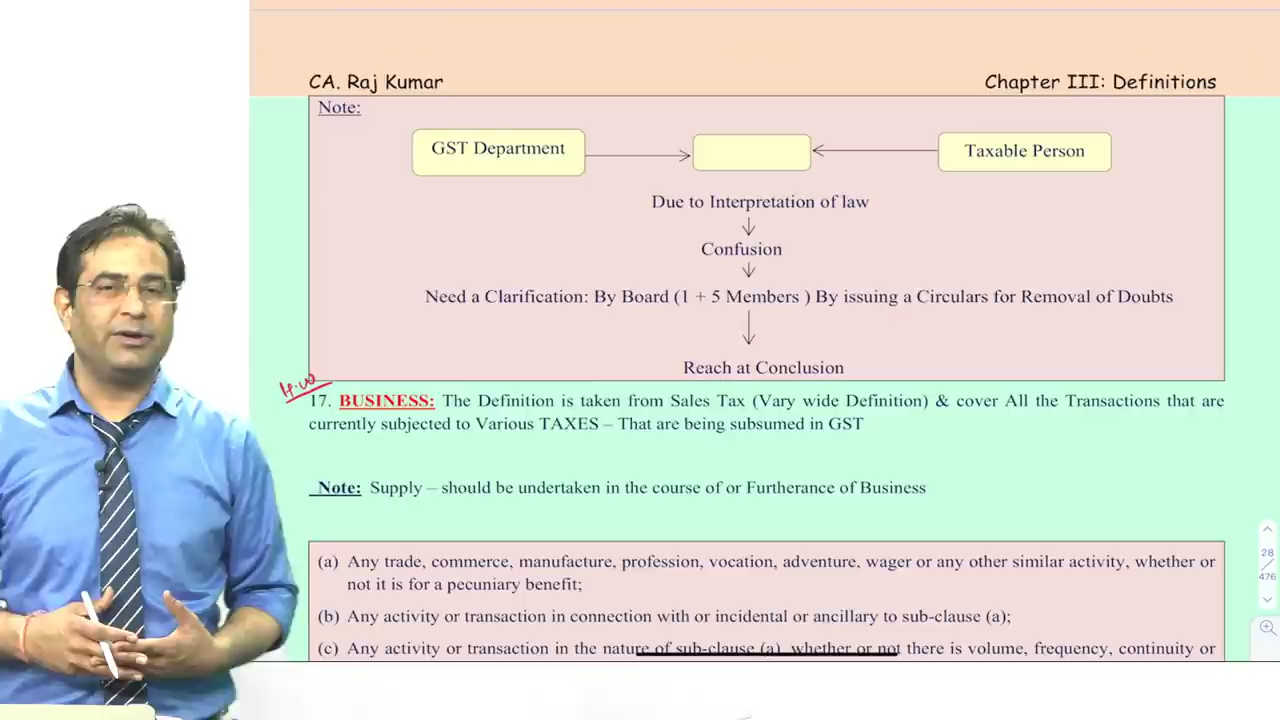 CA. Raj Kumar Chapter III: Definitions
Note:
GST Department Taxable Person
Due to Interpretation of law
Confusion
Need a Clarification: By Board (1 + 5 Members ) By issuing a Circulars for Removal of Doubts
Reach at Conclusion
17. BUSINESS: The Definition is taken from Sales Tax (Vary wide Definition) & cover All the Transactions that are
currently subjected to Various TAXES – That are being subsumed in GST
Note: Supply – should be undertaken in the course of or Furtherance of Business
(a) Any trade, commerce, manufacture, profession, vocation, adventure, wager or any other similar activity, whether or
not it is for a pecuniary benefit;
(b) Any activity or transaction in connection with or incidental or ancillary to sub-clause (a);
(c) Any activity or transaction in the nature of sub-clause (a), whether or not there is volume, frequency, continuity or
28
476